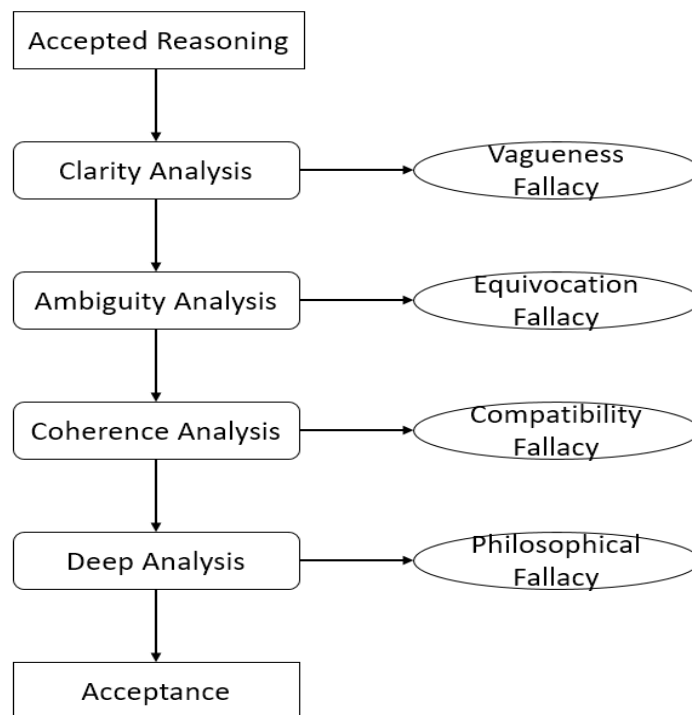 Accepted Reasoning
Clarity Analysis
Vagueness
Fallacy
Ambiguity Analysis
Equivocation
Fallacy
Coherence Analysis
Compatibility
Fallacy
Deep Analysis
Philosophical
Fallacy
Acceptance